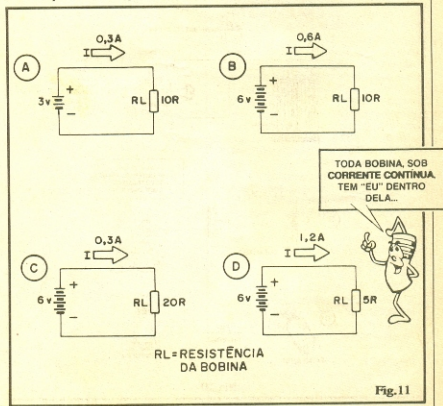 0,3A
I
A
+
3v
-
RL
10R
0,6A
I
B
+
6v
-
RL
10R
TODA BOBINA, SOB
CORRENTE CONTÍNUA,
TEM "EU" DENTRO
DELA...
0,3A
I
C
+
6v
-
RL
20R
1,2A
I
D
+
6v
-
RL
5R
RL=RESISTÊNCIA
DA BOBINA
Fig.11